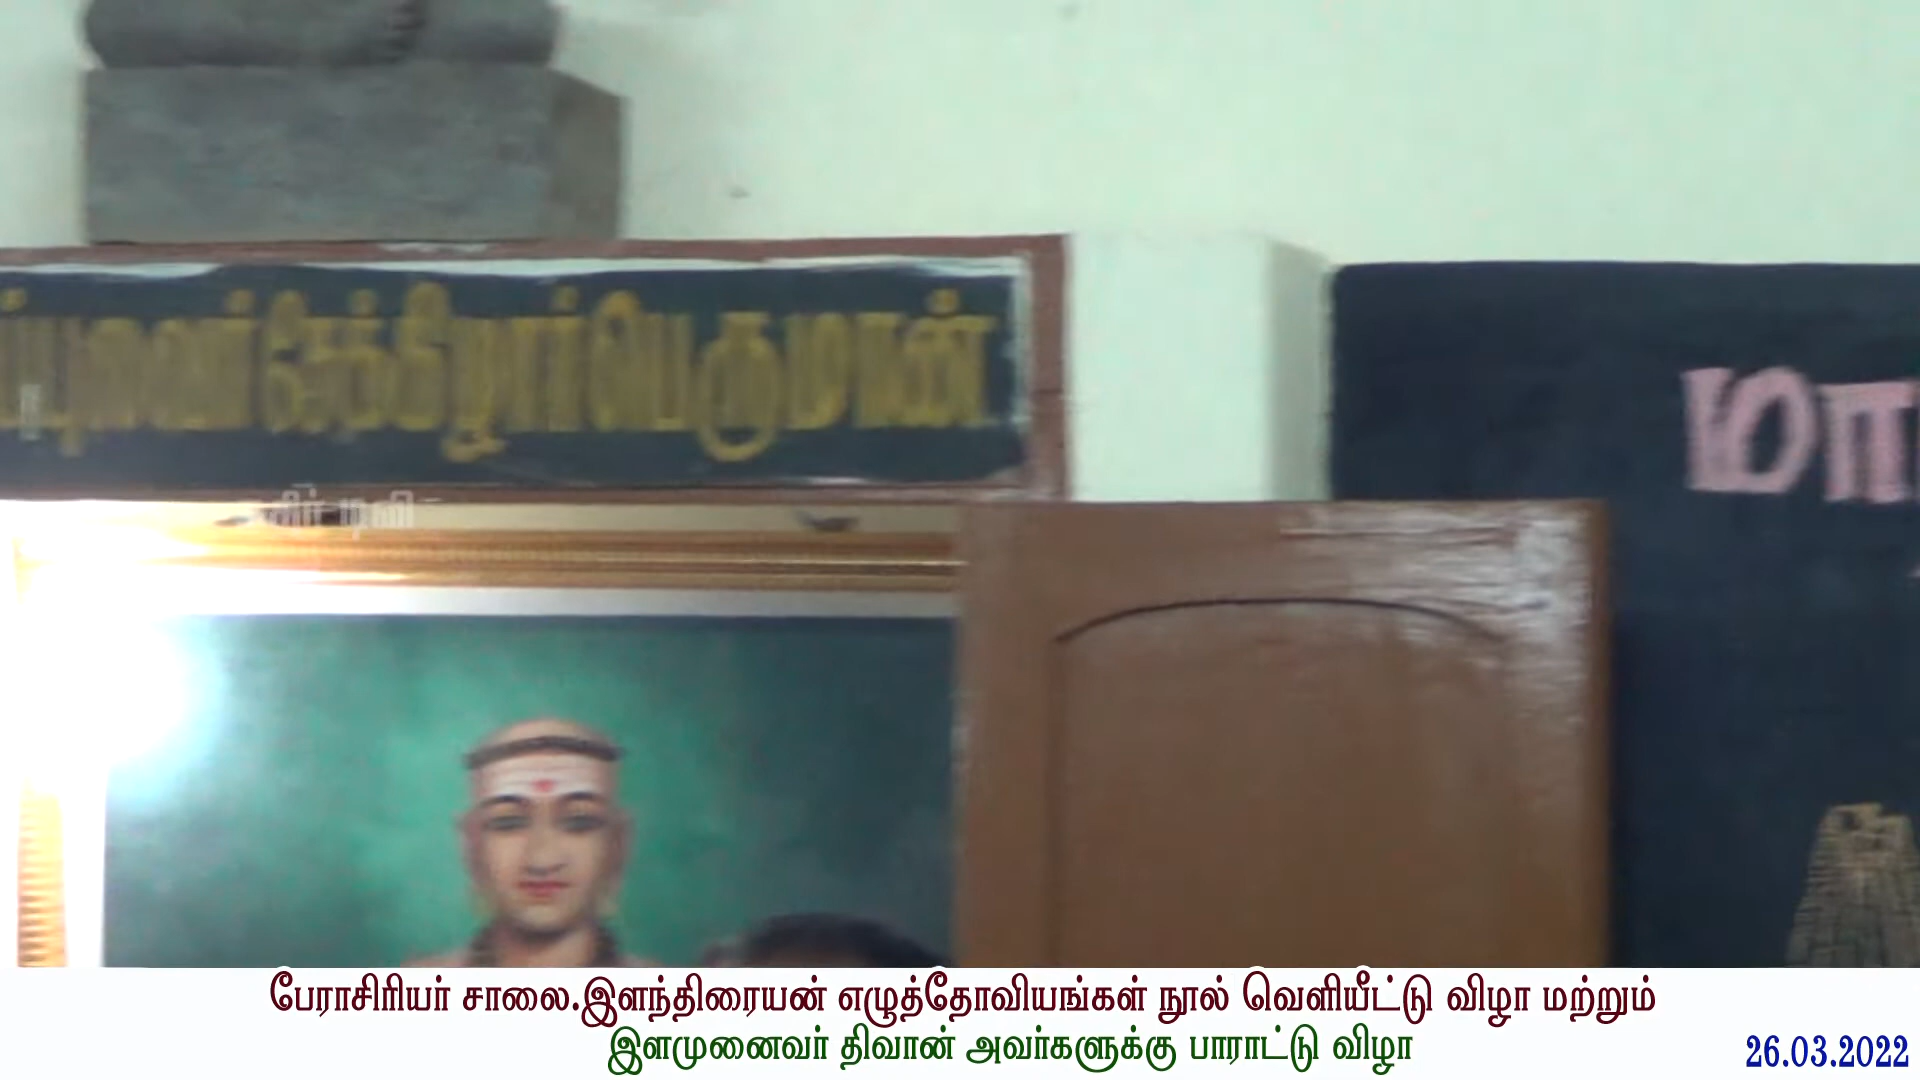 சேக்கிழார்பெருமான்
மா
பேராசிரியர் சாலை.இளந்திரையன் எழுத்தோவியங்கள் நூல் வெளியீட்டு விழா மற்றும்
இளமுனைவர் திவான் அவர்களுக்கு பாராட்டு விழா
26.03.2022